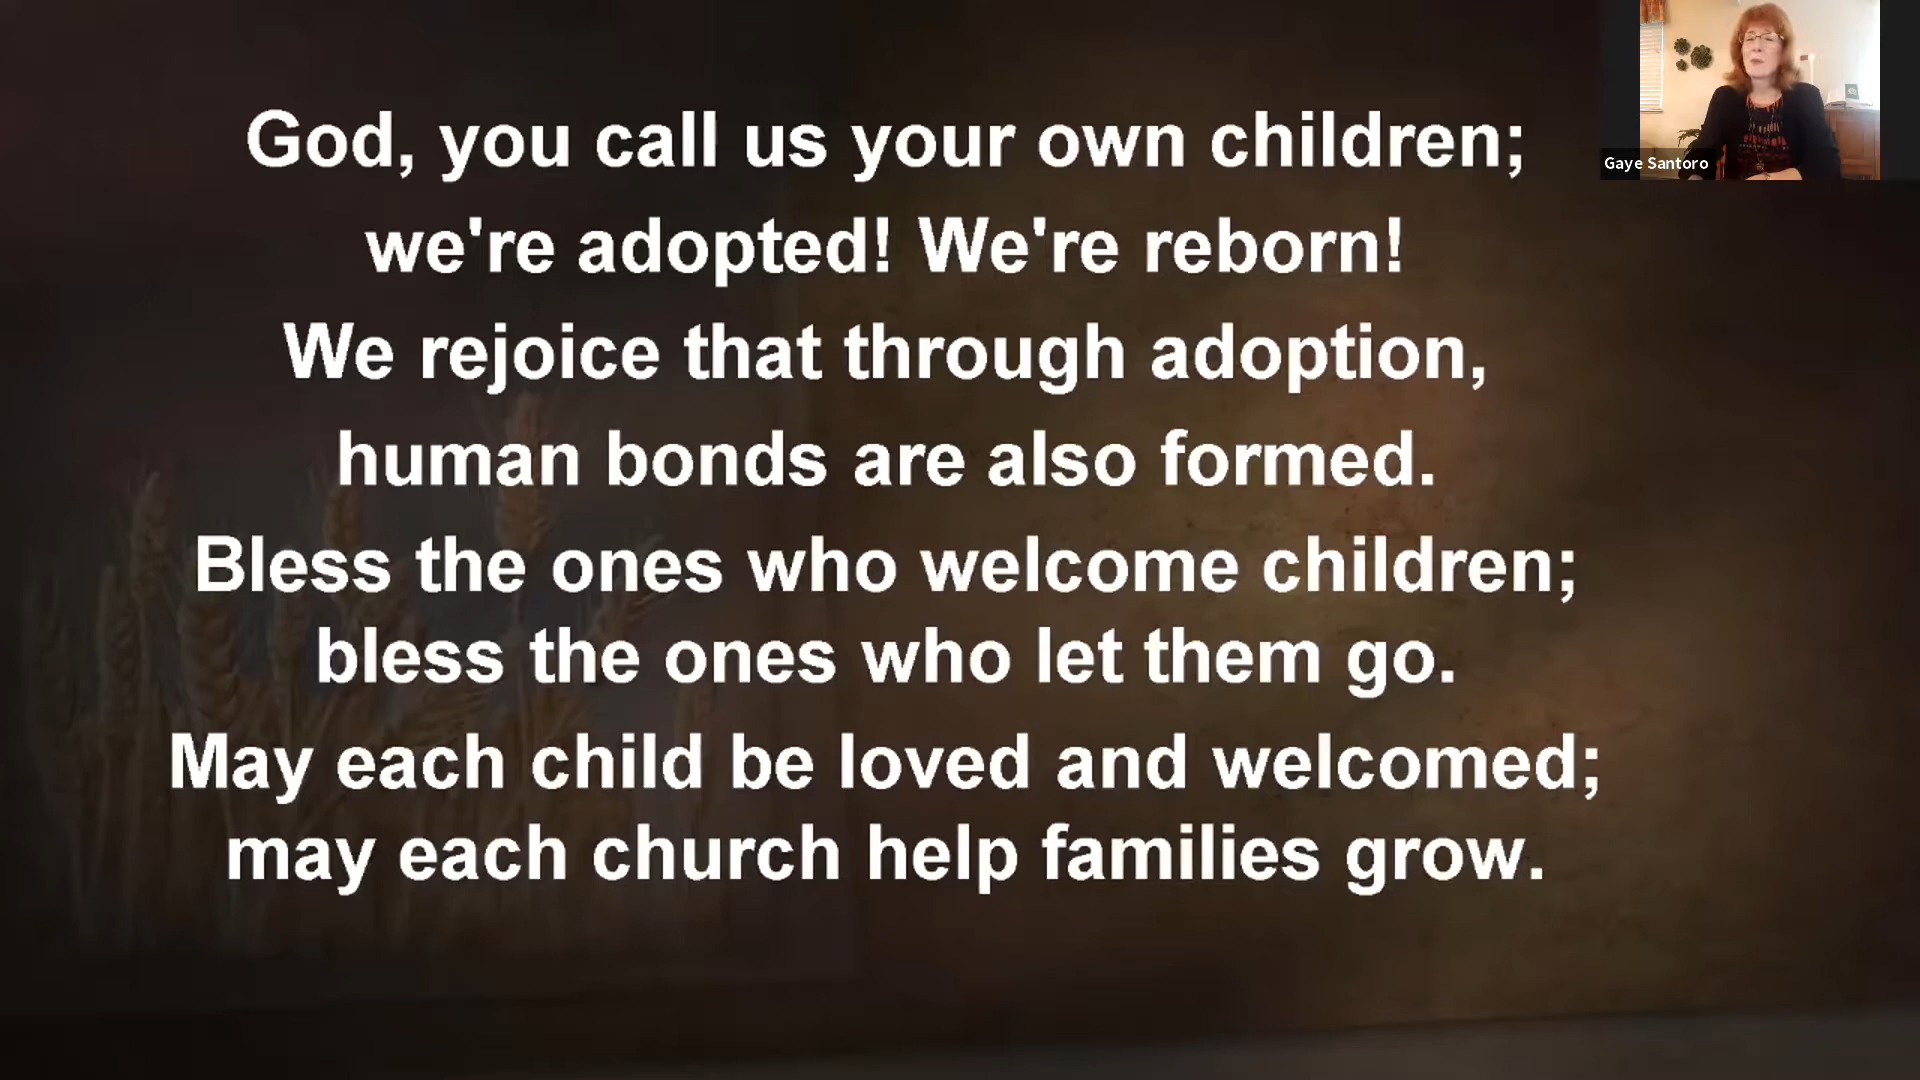 God, you call us your own children;
we're adopted! We're reborn!
We rejoice that through adoption,
human bonds are also formed.
Bless the ones who welcome children;
bless the ones who let them go.
May each child be loved and welcomed;
may each church help families grow.
Gaye Santoro